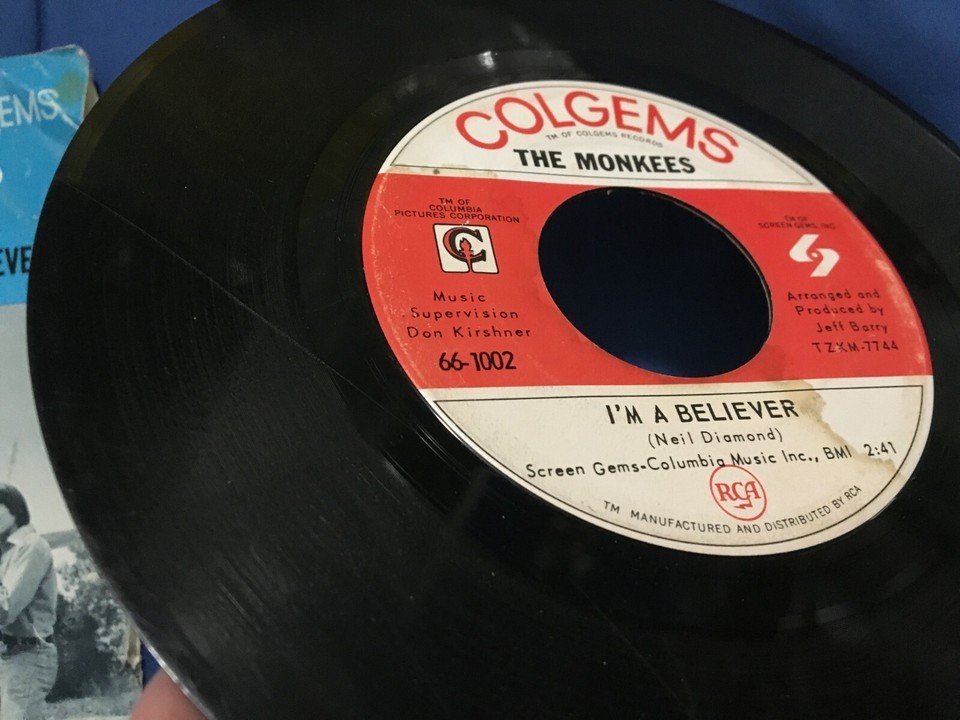 EMS
EVE
COLGEMS
TM OF COLGEMS RECORDS
THE MONKEES
TM OF
COLUMBIA
PICTURES CORPORATION
C
Music
Supervision
Don Kirshner
66-1002
TM OF
SCREEN GEMS, INC.
Arranged and
Produced by
Jeff Barry
TZKM-7744
I'M A BELIEVER
(Neil Diamond)
Screen Gems-Columbia Music Inc., BMI 2:41
RCA
TM MANUFACTURED AND DISTRIBUTED BY RCA